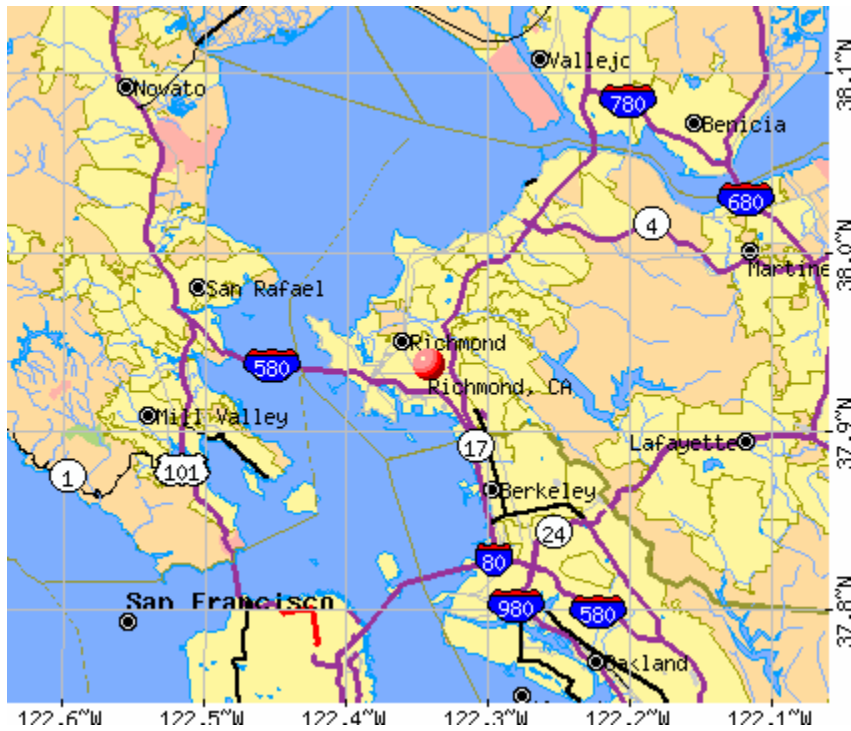 Vallejo
38.1°N
Novato
780
Benicia
680
4
38.0°N
Martine
San Rafael
Richmond
580
Richmond, CA
Mill Valley
17
Lafayette
37.9°N
1
101
Berkeley
24
80
San Francisco
980
580
37.8°N
Oakland
122.6°W 122.5°W 122.4°W 122.3°W 122.2°W 122.1°W